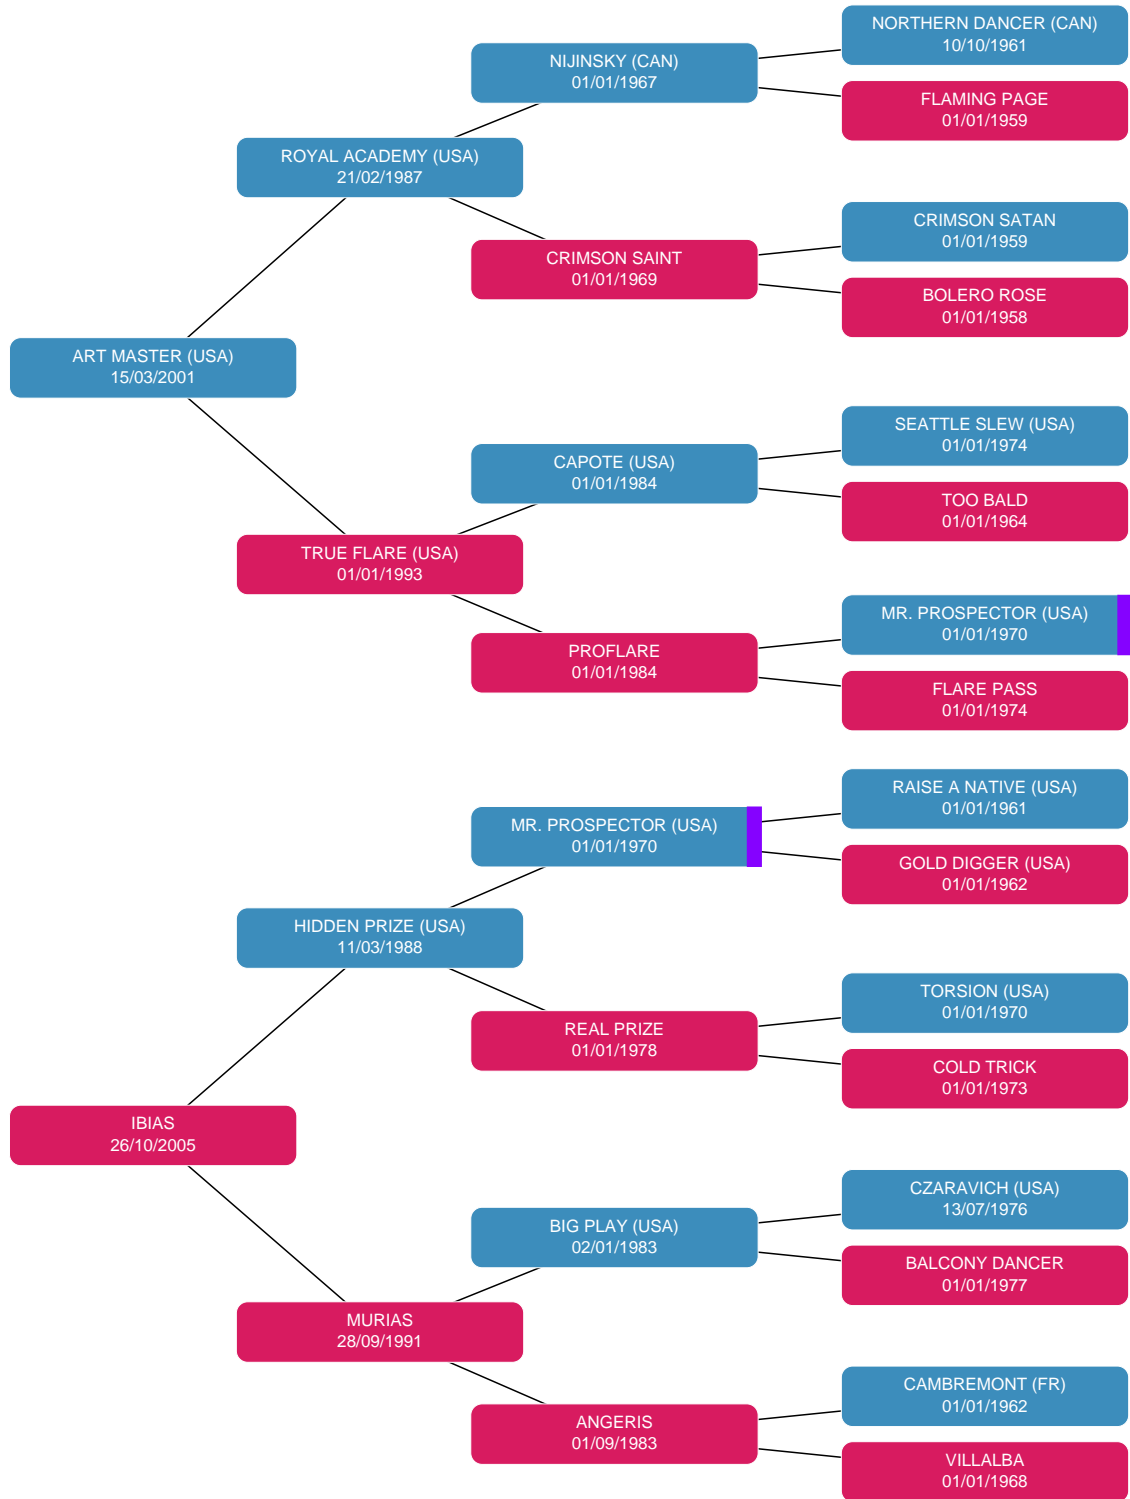 NORTHERN DANCER (CAN)
10/10/1961
NIJINSKY (CAN)
01/01/1967
FLAMING PAGE
01/01/1959
ROYAL ACADEMY (USA)
21/02/1987
CRIMSON SATAN
01/01/1959
CRIMSON SAINT
01/01/1969
BOLERO ROSE
01/01/1958
ART MASTER (USA)
15/03/2001
SEATTLE SLEW (USA)
01/01/1974
CAPOTE (USA)
01/01/1984
TOO BALD
01/01/1964
TRUE FLARE (USA)
01/01/1993
MR. PROSPECTOR (USA)
01/01/1970
PROFLARE
01/01/1984
FLARE PASS
01/01/1974
RAISE A NATIVE (USA)
01/01/1961
MR. PROSPECTOR (USA)
01/01/1970
GOLD DIGGER (USA)
01/01/1962
HIDDEN PRIZE (USA)
11/03/1988
TORSION (USA)
01/01/1970
REAL PRIZE
01/01/1978
COLD TRICK
01/01/1973
IBIAS
26/10/2005
CZARAVICH (USA)
13/07/1976
BIG PLAY (USA)
02/01/1983
BALCONY DANCER
01/01/1977
MURIAS
28/09/1991
CAMBREMONT (FR)
01/01/1962
ANGERIS
01/09/1983
VILLALBA
01/01/1968